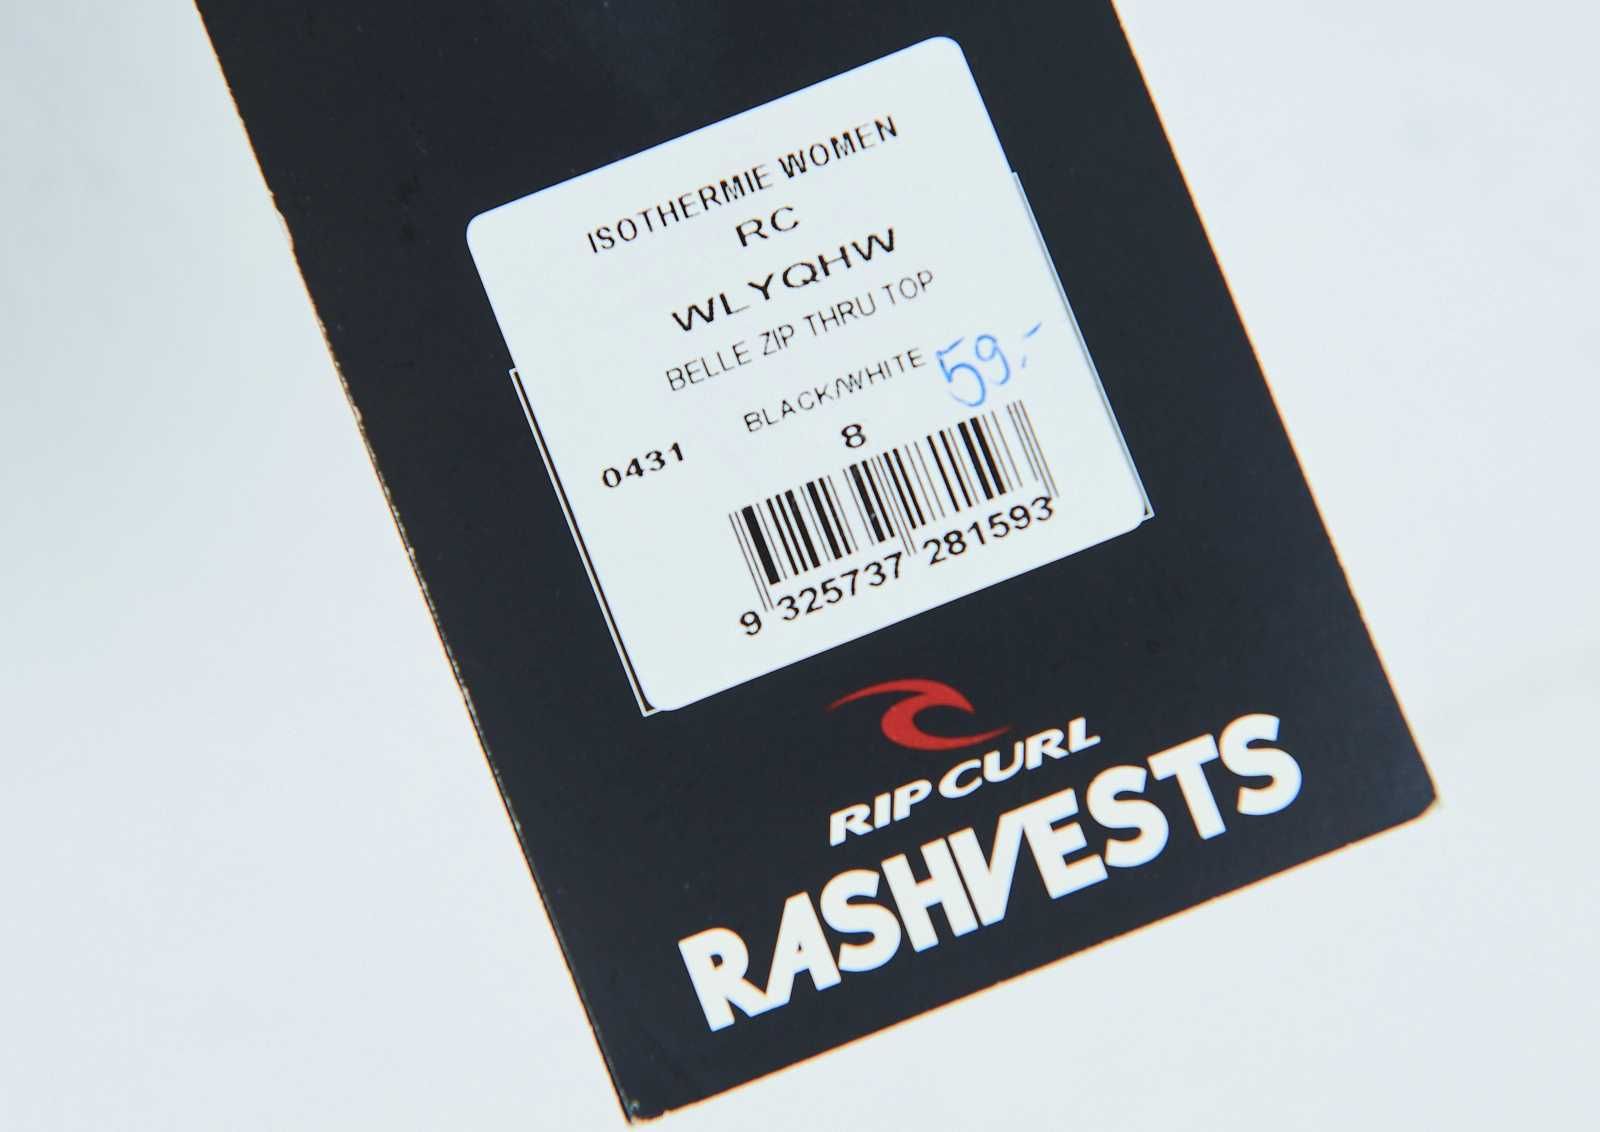 ISOTHERMIE WOMEN
RC
WLYQHW
BELLE ZIP THRU TOP
BLACK/WHITE 59.-
0431 8
9 325737 281593
RIP CURL
RASHVESTS